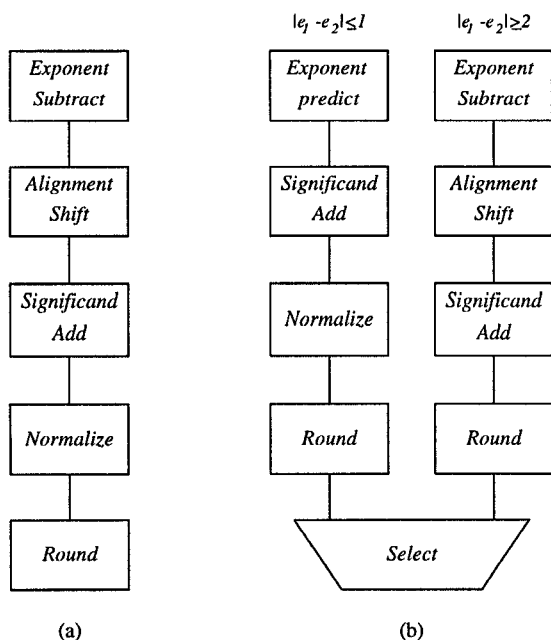 Exponent
Subtract
Alignment
Shift
Significand
Add
Normalize
Round
(a)
|e1 -e2|≤1
Exponent
predict
Significand
Add
Normalize
Round
|e1 -e2|≥2
Exponent
Subtract
Alignment
Shift
Significand
Add
Round
Select
(b)